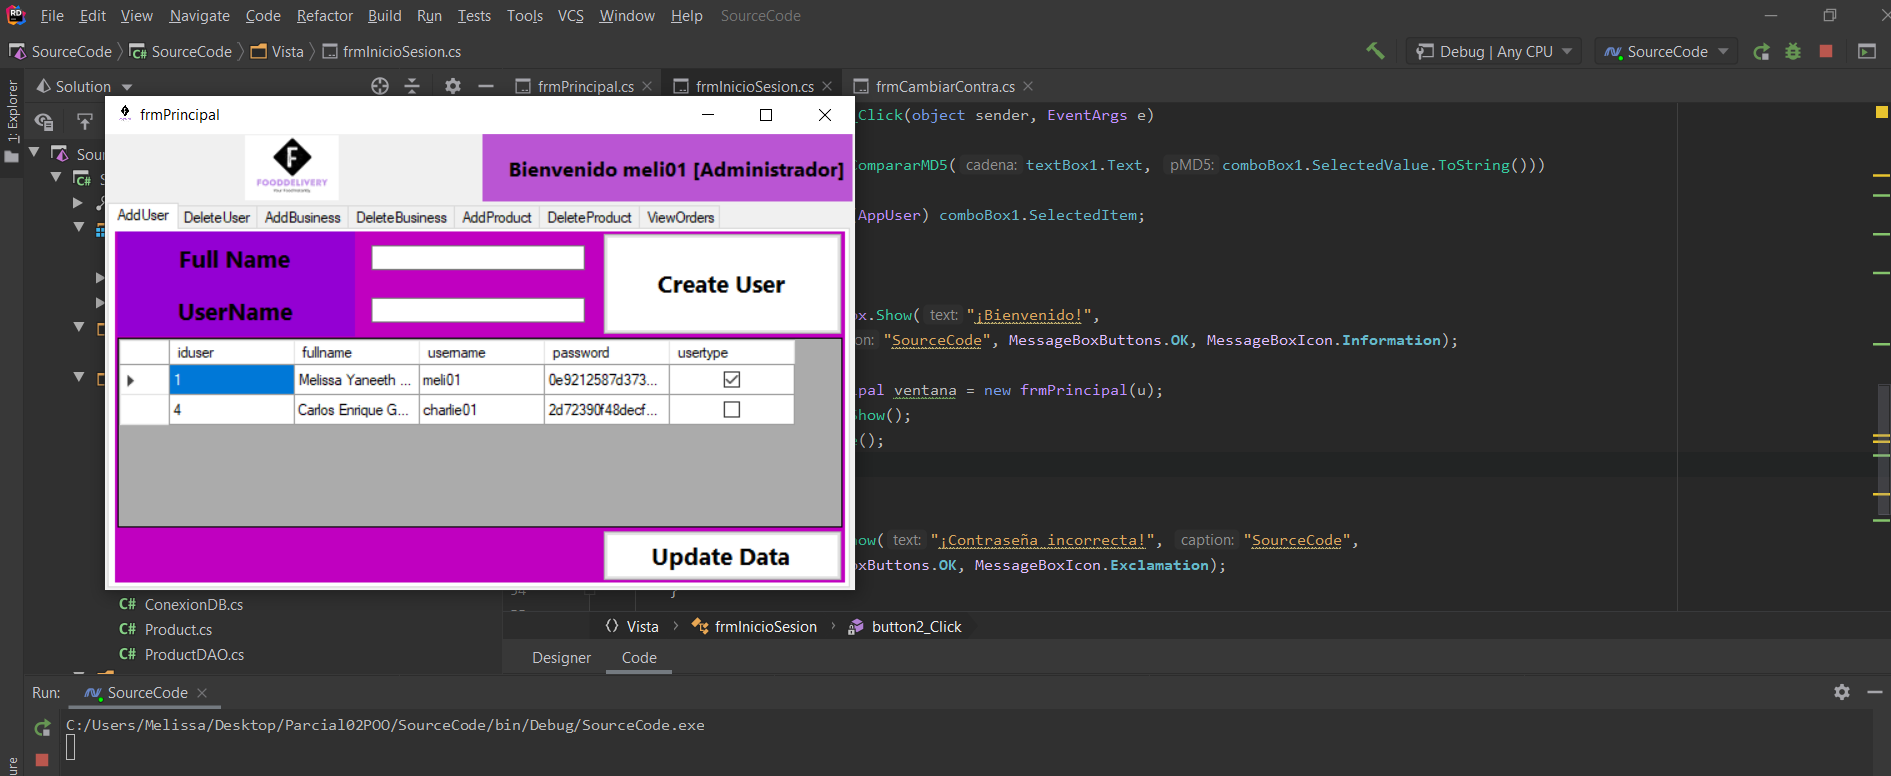 File Edit View Navigate Code Refactor Build Run Tests Tools VCS Window Help SourceCode
SourceCode SourceCode Vista frmInicioSesion.cs Debug | Any CPU SourceCode
1: Explorer
Solution frmPrincipal.cs frmInicioSesion.cs frmCambiarContra.cs
frmPrincipal
Sou
F
FOODDELIVERY
Bienvenido meli01 [Administrador]
AddUser DeleteUser AddBusiness DeleteBusiness AddProduct DeleteProduct ViewOrders
Full Name
UserName
Create User
iduser fullname username password usertype
1 Melissa Yaneeth ... meli01 0e9212587d373...
4 Carlos Enrique G... charlie01 2d72390f48decf...
Update Data
_Click(object sender, EventArgs e)
CompararMD5( cadena: textBox1.Text, pMD5: comboBox1.SelectedValue.ToString()))
AppUser) comboBox1.SelectedItem;
ox.Show( text: "¡Bienvenido!",
on: "SourceCode", MessageBoxButtons.OK, MessageBoxIcon.Information);
ipal ventana = new frmPrincipal(u);
Show();
e();
how( text: "¡Contraseña incorrecta!", caption: "SourceCode",
oxButtons.OK, MessageBoxIcon.Exclamation);
}
C# ConexionDB.cs
C# Product.cs
C# ProductDAO.cs
Vista frmInicioSesion button2_Click
Designer Code
Run: SourceCode
C:/Users/Melissa/Desktop/Parcial02POO/SourceCode/bin/Debug/SourceCode.exe